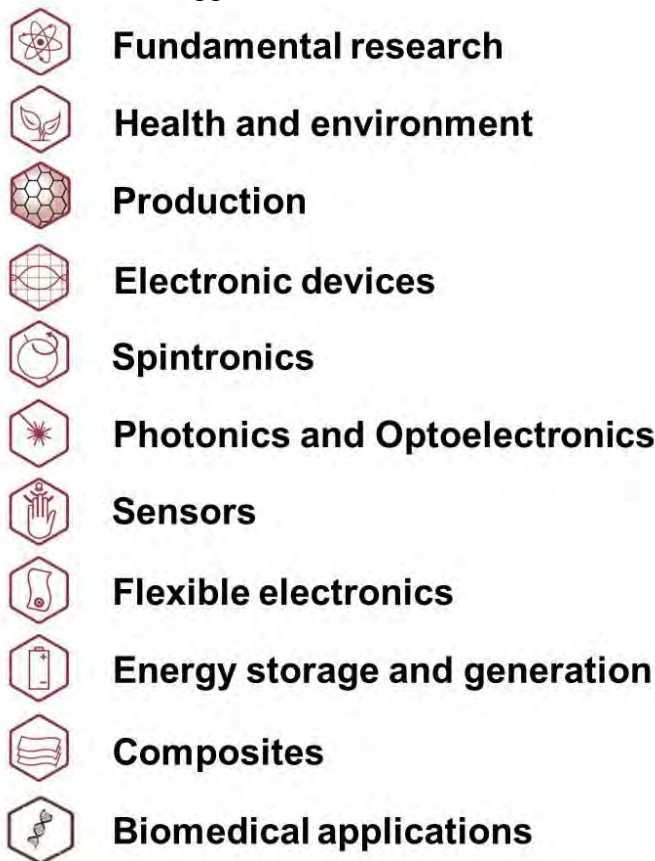 Fundamental research
Health and environment
Production
Electronic devices
Spintronics
Photonics and Optoelectronics
Sensors
Flexible electronics
Energy storage and generation
Composites
Biomedical applications